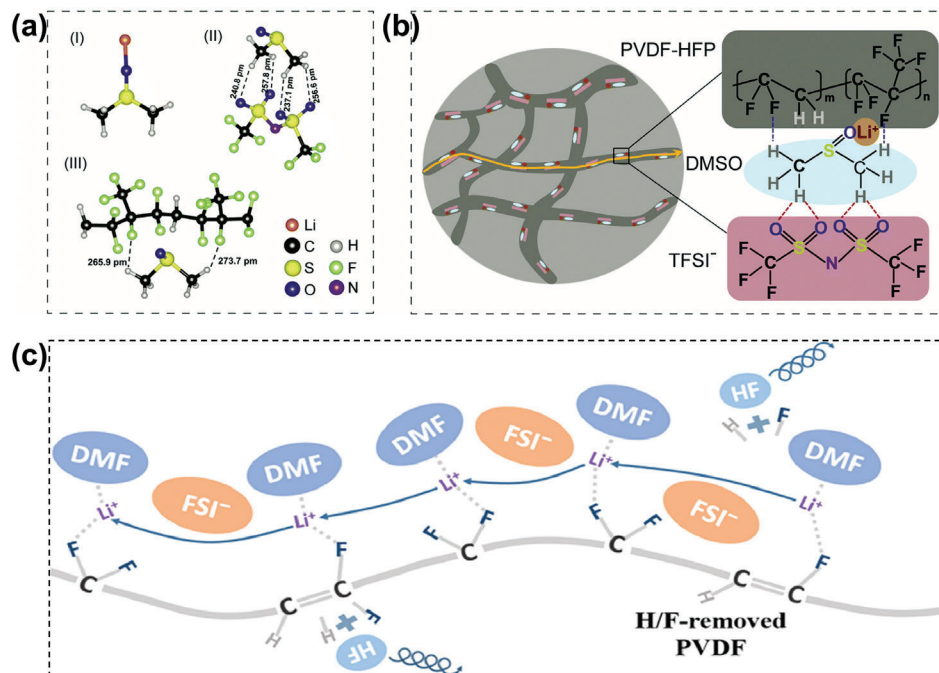 (a)
(I)
(II)
240.8 pm
257.8 pm
237.1 pm
256.6 pm
(III)
265.9 pm
273.7 pm
Li
C
H
S
F
O
N
(b)
PVDF-HFP
F
F
F
C
F
F
F
F
C
C
C
C
m
n
F
H
H
F
O
Li⁺
DMSO
H
S
H
H
C
C
H
H
H
TFSI⁻
O
O
O
O
F
S
S
F
F
C
N
C
F
F
F
(c)
HF
H
F
DMF
DMF
DMF
DMF
DMF
FSI⁻
FSI⁻
FSI⁻
Li⁺
Li⁺
Li⁺
Li⁺
Li⁺
F
F
C
F
F
C
C
H
H
HF
F
F
C
F
F
C
F
C
C
H
H/F-removed
PVDF